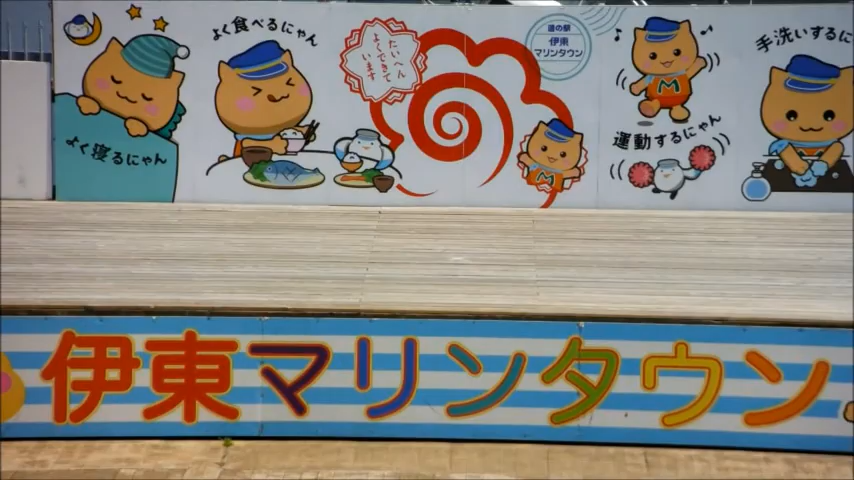 よく寝るにゃん
よく食べるにゃん
たいへん
よくできて
います
道の駅
伊東
マリンタウン
M
M
運動するにゃん
手洗いするに
伊東マリンタウン